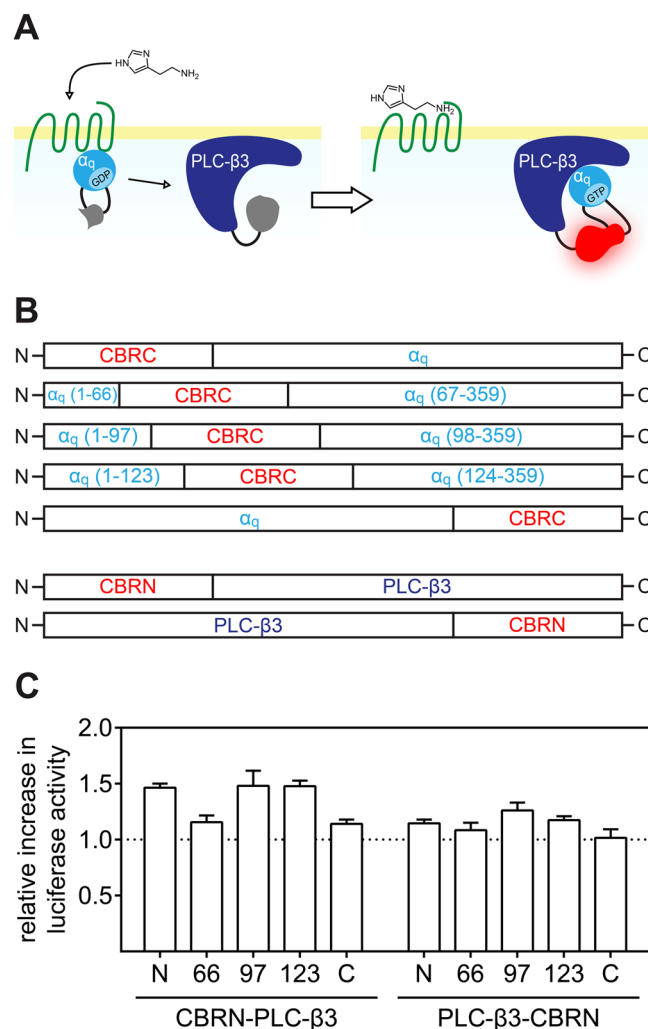 A
HN
N
NH₂
αq
GDP
PLC-β3
HN
N
NH₂
PLC-β3
αq
GTP
B
N CBRC αq C
N αq (1-66) CBRC αq (67-359) C
N αq (1-97) CBRC αq (98-359) C
N αq (1-123) CBRC αq (124-359) C
N αq CBRC C
N CBRN PLC-β3 C
N PLC-β3 CBRN C
C
relative increase in
luciferase activity
2.0
1.5
1.0
0.5
N 66 97 123 C N 66 97 123 C
CBRN-PLC-β3 PLC-β3-CBRN